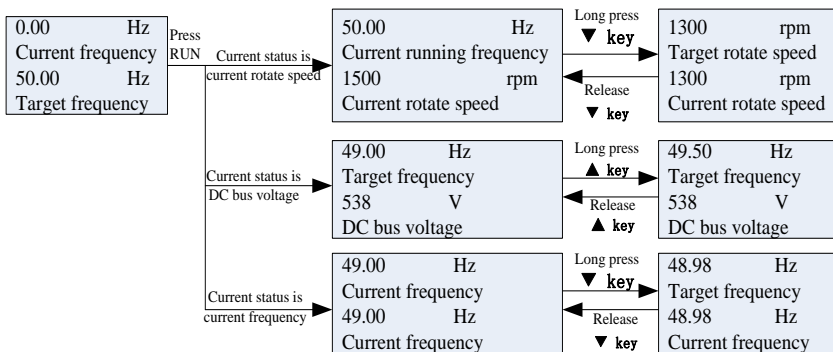 0.00 Hz
Current frequency
50.00 Hz
Target frequency
Press
RUN
Current status is
current rotate speed
50.00 Hz
Current running frequency
1500 rpm
Current rotate speed
Long press
▼ key
Release
▼ key
1300 rpm
Target rotate speed
1300 rpm
Current rotate speed
Current status is
DC bus voltage
49.00 Hz
Target frequency
538 V
DC bus voltage
Long press
▲ key
Release
▲ key
49.50 Hz
Target frequency
538 V
DC bus voltage
Current status is
current frequency
49.00 Hz
Current frequency
49.00 Hz
Current frequency
Long press
▼ key
Release
▼ key
48.98 Hz
Target frequency
48.98 Hz
Current frequency